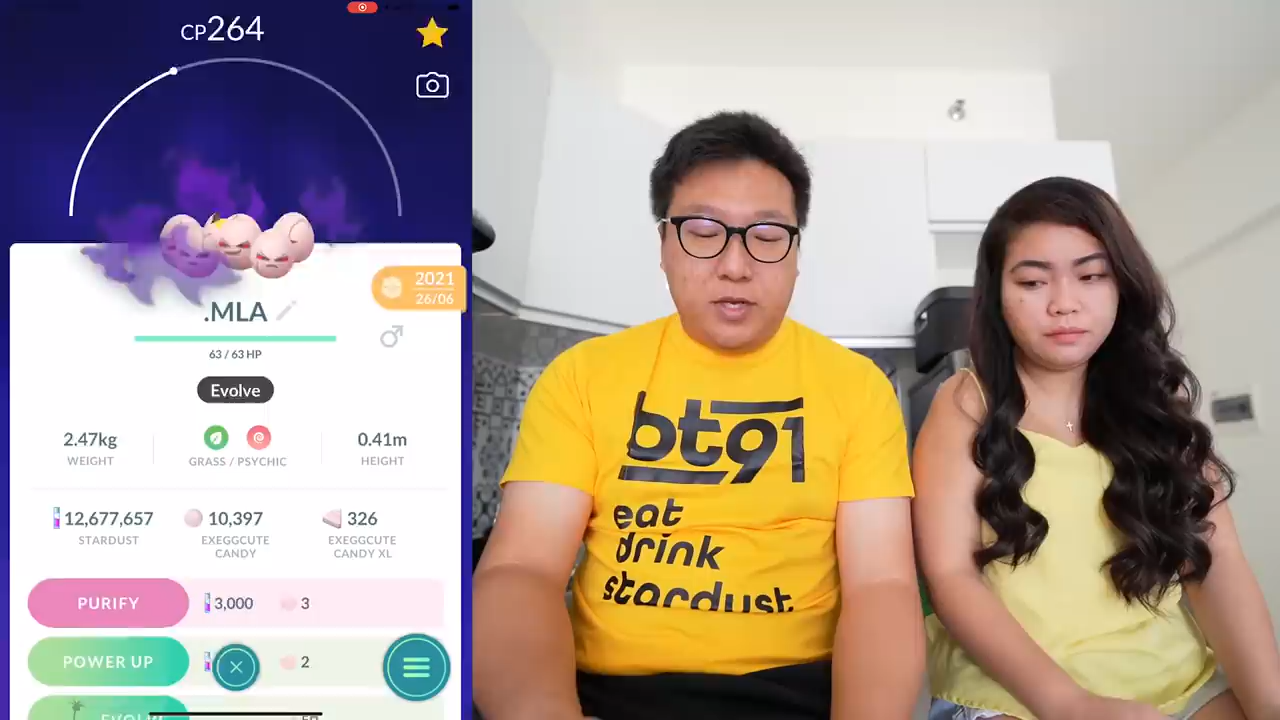 CP264
2021
26/06
.MLA
63 / 63 HP
Evolve
2.47kg
WEIGHT
GRASS / PSYCHIC
0.41m
HEIGHT
12,677,657
STARDUST
10,397
EXEGGCUTE
CANDY
326
EXEGGCUTE
CANDY XL
PURIFY
3,000
3
POWER UP
2
bt91
eat
drink
stardust